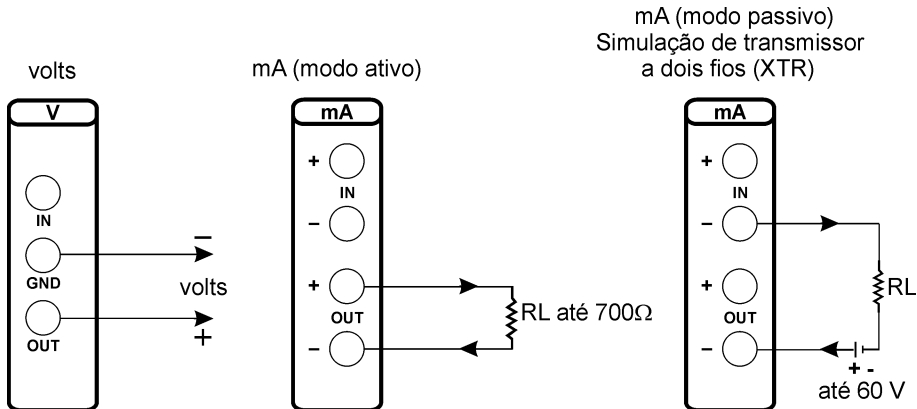 volts
V
IN
GND
OUT
−
volts
+
mA (modo ativo)
mA
+
IN
−
+
OUT
−
RL até 700Ω
mA (modo passivo)
Simulação de transmissor
a dois fios (XTR)
mA
+
IN
−
+
OUT
−
RL
+ -
até 60 V